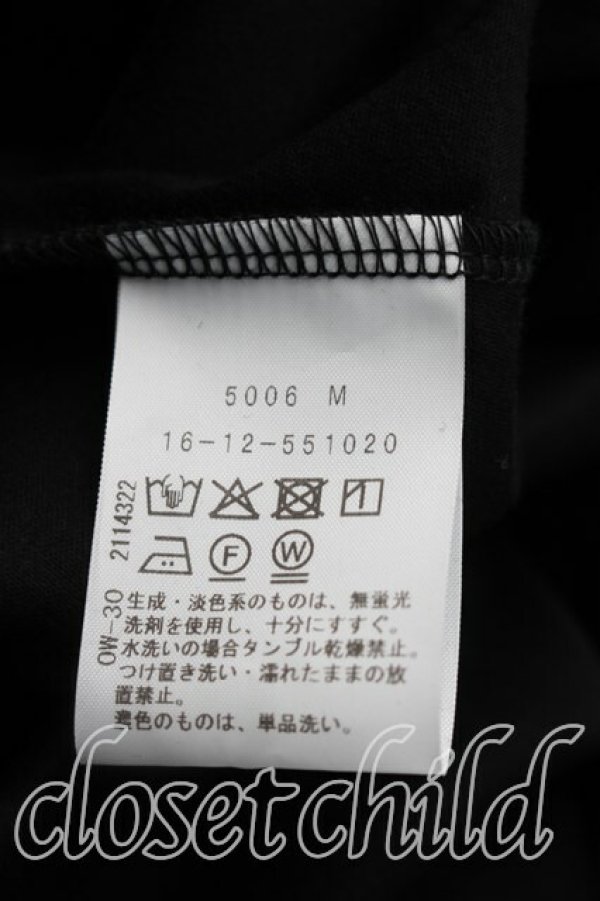 5006 M
16-12-551020
F W
OW-30 2114322
生成・淡色系のものは、無蛍光
洗剤を使用し、十分にすすぐ。
水洗いの場合タンブル乾燥禁止。
つけ置き洗い・濡れたままの放
置禁止。
濃色のものは、単品洗い。
closet child